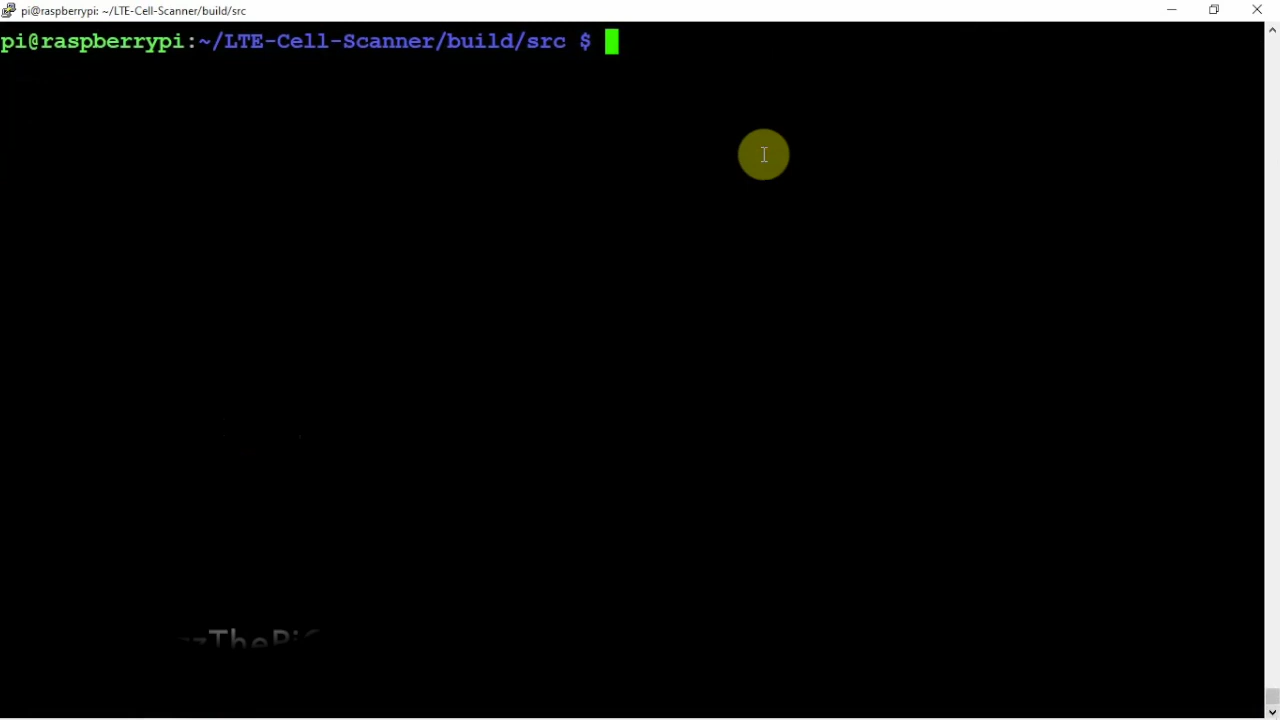 pi@raspberrypi: ~/LTE-Cell-Scanner/build/src
pi@raspberrypi:~/LTE-Cell-Scanner/build/src $